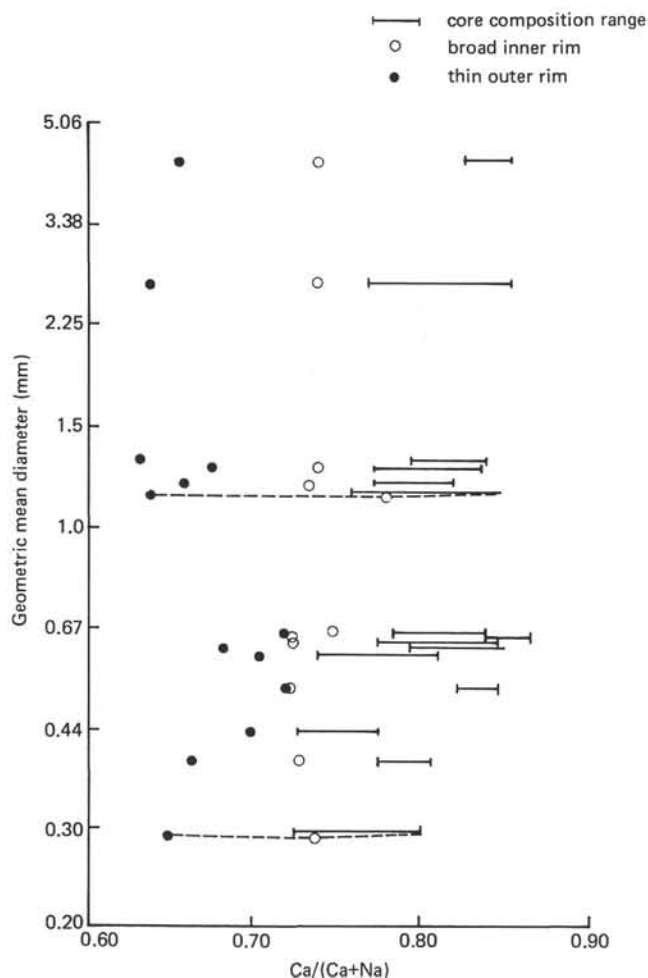 core composition range
broad inner rim
thin outer rim
5.06
3.38
2.25
1.5
1.0
0.67
0.44
0.30
0.20
Geometric mean diameter (mm)
0.60 0.70 0.80 0.90
Ca/(Ca+Na)